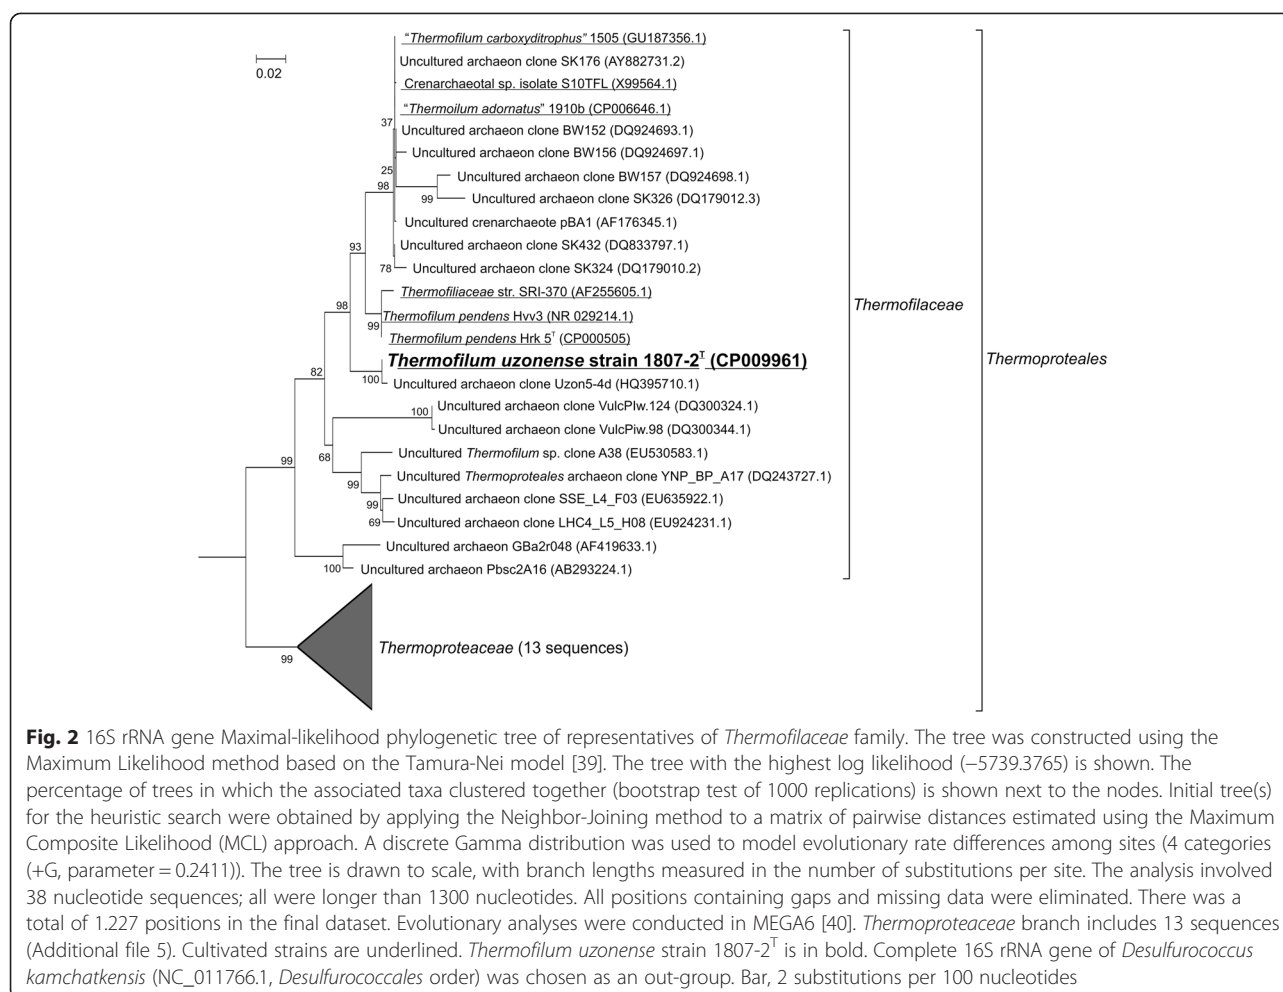 "Thermofilum carboxyditrophus" 1505 (GU187356.1)
0.02
Uncultured archaeon clone SK176 (AY882731.2)
Crenarchaeotal sp. isolate S10TFL (X99564.1)
"Thermoilum adornatus" 1910b (CP006646.1)
37
Uncultured archaeon clone BW152 (DQ924693.1)
Uncultured archaeon clone BW156 (DQ924697.1)
25
Uncultured archaeon clone BW157 (DQ924698.1)
98
99
Uncultured archaeon clone SK326 (DQ179012.3)
Uncultured crenarchaeote pBA1 (AF176345.1)
93
Uncultured archaeon clone SK432 (DQ833797.1)
78
Uncultured archaeon clone SK324 (DQ179010.2)
Thermofiliaceae str. SRI-370 (AF255605.1)
98
Thermofilum pendens Hvv3 (NR 029214.1)
99
Thermofilum pendens Hrk 5T (CP000505)
Thermofilum uzonense strain 1807-2T (CP009961)
82
100
Uncultured archaeon clone Uzon5-4d (HQ395710.1)
Uncultured archaeon clone VulcPIw.124 (DQ300324.1)
100
Uncultured archaeon clone VulcPiw.98 (DQ300344.1)
68
Uncultured Thermofilum sp. clone A38 (EU530583.1)
99
Uncultured Thermoproteales archaeon clone YNP_BP_A17 (DQ243727.1)
99
Uncultured archaeon clone SSE_L4_F03 (EU635922.1)
99
69
Uncultured archaeon clone LHC4_L5_H08 (EU924231.1)
Uncultured archaeon GBa2r048 (AF419633.1)
100
Uncultured archaeon Pbsc2A16 (AB293224.1)
Thermofilaceae
Thermoproteales
Thermoproteaceae (13 sequences)
99
Fig. 2 16S rRNA gene Maximal-likelihood phylogenetic tree of representatives of Thermofilaceae family. The tree was constructed using the
Maximum Likelihood method based on the Tamura-Nei model [39]. The tree with the highest log likelihood (−5739.3765) is shown. The
percentage of trees in which the associated taxa clustered together (bootstrap test of 1000 replications) is shown next to the nodes. Initial tree(s)
for the heuristic search were obtained by applying the Neighbor-Joining method to a matrix of pairwise distances estimated using the Maximum
Composite Likelihood (MCL) approach. A discrete Gamma distribution was used to model evolutionary rate differences among sites (4 categories
(+G, parameter = 0.2411)). The tree is drawn to scale, with branch lengths measured in the number of substitutions per site. The analysis involved
38 nucleotide sequences; all were longer than 1300 nucleotides. All positions containing gaps and missing data were eliminated. There was a
total of 1.227 positions in the final dataset. Evolutionary analyses were conducted in MEGA6 [40]. Thermoproteaceae branch includes 13 sequences
(Additional file 5). Cultivated strains are underlined. Thermofilum uzonense strain 1807-2T is in bold. Complete 16S rRNA gene of Desulfurococcus
kamchatkensis (NC_011766.1, Desulfurococcales order) was chosen as an out-group. Bar, 2 substitutions per 100 nucleotides